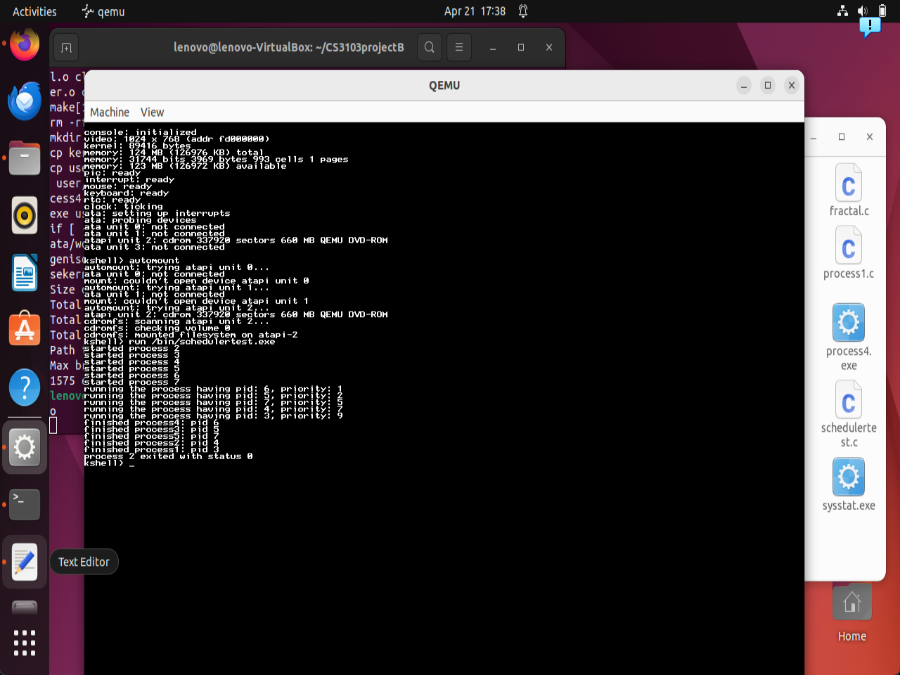 Activities
qemu
Apr 21 17:38
lenovo@lenovo-VirtualBox: ~/CS3103projectB
l.o cl
er.o c
make[
rm -r
mkdir
cp ke
cp use
user
cess4
exe us
if [
ata/wo
geniso
sekern
Size o
Total
Total
Total
Path
Max b
1575
lenovo
o
QEMU
Machine View
console: initialized
video: 1024 x 768 (addr fd000000)
kernel: 89416 bytes
memory: 124 MB (126976 KB) total
memory: 31744 bits 3969 bytes 993 cells 1 pages
memory: 123 MB (126972 KB) available
pic: ready
interrupt: ready
mouse: ready
keyboard: ready
rtc: ready
clock: ticking
ata: setting up interrupts
ata: probing devices
ata unit 0: not connected
ata unit 1: not connected
atapi unit 2: cdrom 337920 sectors 660 MB QEMU DVD-ROM
ata unit 3: not connected
kshell> automount
automount: trying atapi unit 0...
ata unit 0: not connected
mount: couldn't open device atapi unit 0
automount: trying atapi unit 1...
ata unit 1: not connected
mount: couldn't open device atapi unit 1
automount: trying atapi unit 2...
atapi unit 2: cdrom 337920 sectors 660 MB QEMU DVD-ROM
cdromfs: scanning atapi unit 2...
cdromfs: checking volume 0
cdromfs: mounted filesystem on atapi-2
kshell> run /bin/schedulertest.exe
started process 2
started process 3
started process 4
started process 5
started process 6
started process 7
running the process having pid: 6, priority: 1
running the process having pid: 5, priority: 2
running the process having pid: 7, priority: 5
running the process having pid: 4, priority: 7
running the process having pid: 3, priority: 9
finished process4: pid 6
finished process3: pid 5
finished process5: pid 7
finished process2: pid 4
finished process1: pid 3
process 2 exited with status 0
kshell> _
fractal.c
process1.c
process4.
exe
schedulerte
st.c
sysstat.exe
Text Editor
Home